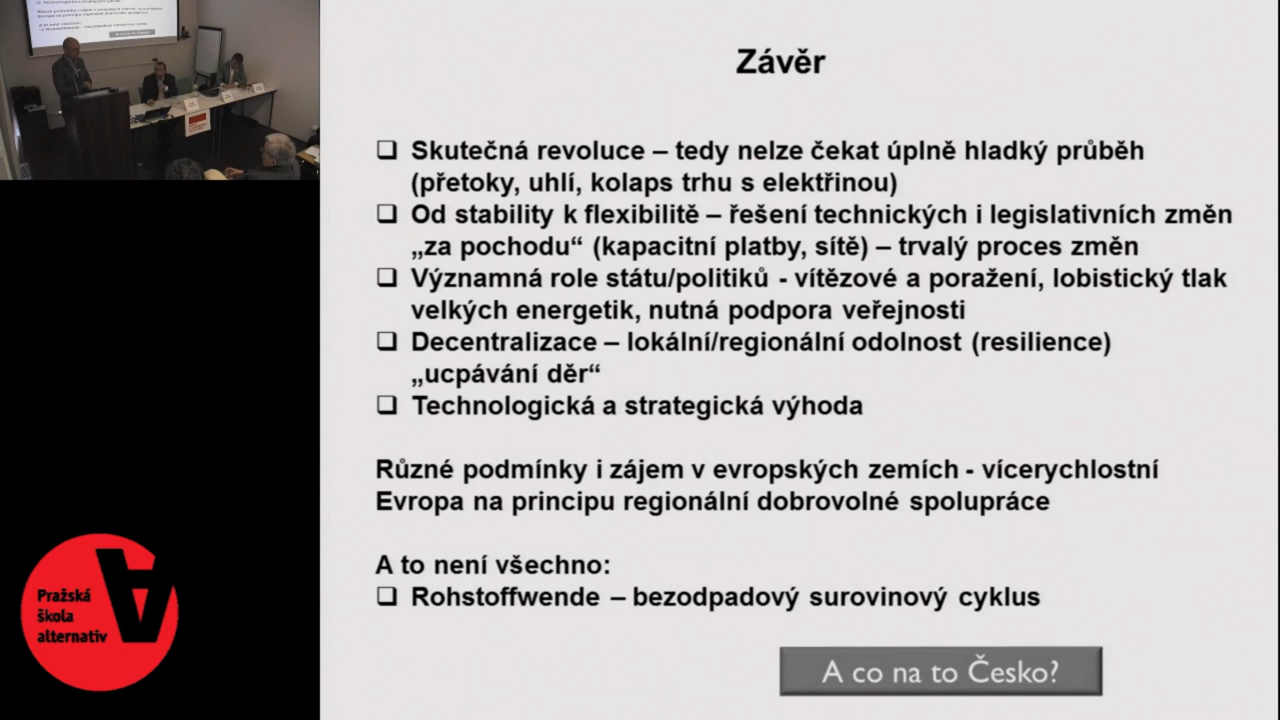 Závěr
❑ Skutečná revoluce – tedy nelze čekat úplně hladký průběh
(přetoky, uhlí, kolaps trhu s elektřinou)
❑ Od stability k flexibilitě – řešení technických i legislativních změn
„za pochodu“ (kapacitní platby, sítě) – trvalý proces změn
❑ Významná role státu/politiků - vítězové a poražení, lobistický tlak
velkých energetik, nutná podpora veřejnosti
❑ Decentralizace – lokální/regionální odolnost (resilience)
„ucpávání děr“
❑ Technologická a strategická výhoda
Různé podmínky i zájem v evropských zemích - vícerychlostní
Evropa na principu regionální dobrovolné spolupráce
A to není všechno:
❑ Rohstoffwende – bezodpadový surovinový cyklus
A co na to Česko?
Pražská
škola
alternativ